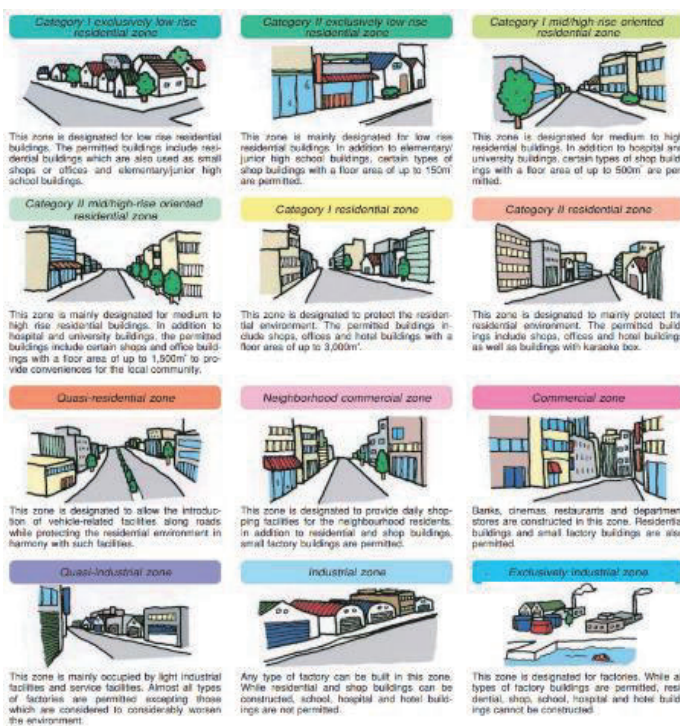 Category I exclusively low rise
residential zone
This zone is designated for low rise residential
buildings. The permitted buildings include resi-
dential buildings which are also used as small
shops or offices and elementary/junior high
school buildings.
Category II exclusively low rise
residential zone
This zone is mainly designated for low rise
residential buildings. In addition to elementary/
junior high school buildings, certain types of
shop buildings with a floor area of up to 150m²
are permitted.
Category I mid/high-rise oriented
residential zone
This zone is designated for medium to high
residential buildings. In addition to hospital and
university buildings, certain types of shop build-
ings with a floor area of up to 500m² are per-
mitted.
Category II mid/high-rise oriented
residential zone
This zone is mainly designated for medium to
high rise residential buildings. In addition to
hospital and university buildings, the permitted
buildings include certain shops and office build-
ings with a floor area of up to 1,500m² to pro-
vide conveniences for the local community.
Category I residential zone
This zone is designated to protect the residen-
tial environment. The permitted buildings in-
clude shops, offices and hotel buildings with a
floor area of up to 3,000m².
Category II residential zone
This zone is designated to mainly protect the
residential environment. The permitted build-
ings include shops, offices and hotel buildings
as well as buildings with karaoke box.
Quasi-residential zone
This zone is designated to allow the introduc-
tion of vehicle-related facilities along roads
while protecting the residential environment in
harmony with such facilities.
Neighborhood commercial zone
This zone is designated to provide daily shop-
ping facilities for the neighbourhood residents.
In addition to residential and shop buildings,
small factory buildings are permitted.
Commercial zone
Banks, cinemas, restaurants and department
stores are constructed in this zone. Residential
buildings and small factory buildings are also
permitted.
Quasi-industrial zone
This zone is mainly occupied by light industrial
facilities and service facilities. Almost all types
of factories are permitted excepting those
which are considered to considerably worsen
the environment.
Industrial zone
Any type of factory can be built in this zone.
While residential and shop buildings can be
constructed, school, hospital and hotel build-
ings are not permitted.
Exclusively industrial zone
This zone is designated for factories. While all
types of factory buildings are permitted, resi-
dential, shop, school, hospital and hotel build-
ings cannot be constructed.